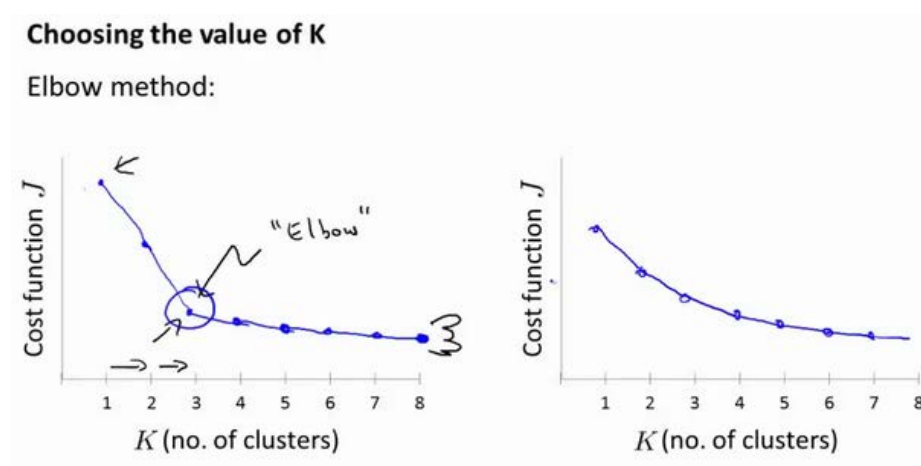 Choosing the value of K
Elbow method:
Cost function J
"Elbow"
1 2 3 4 5 6 7 8
K (no. of clusters)
Cost function J
1 2 3 4 5 6 7 8
K (no. of clusters)